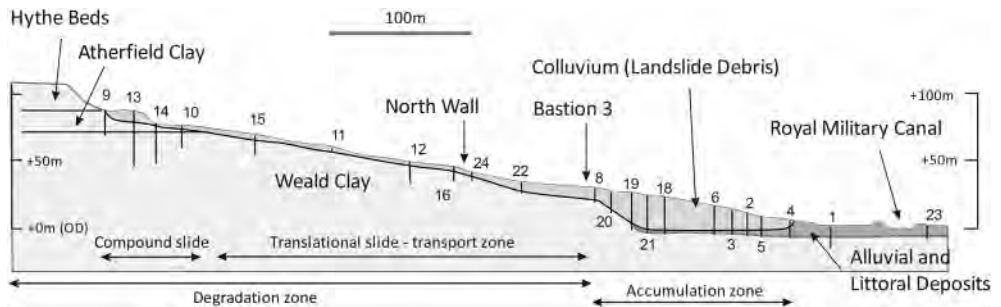 Hythe Beds
Atherfield Clay
100m
Colluvium (Landslide Debris)
North Wall
Bastion 3
Royal Military Canal
+100m
+50m
+50m
+0m (OD)
0
9
13
14
10
15
11
12
16
24
22
8
20
19
21
18
6
3
2
5
4
1
23
Weald Clay
Compound slide
Translational slide - transport zone
Alluvial and
Littoral Deposits
Degradation zone
Accumulation zone